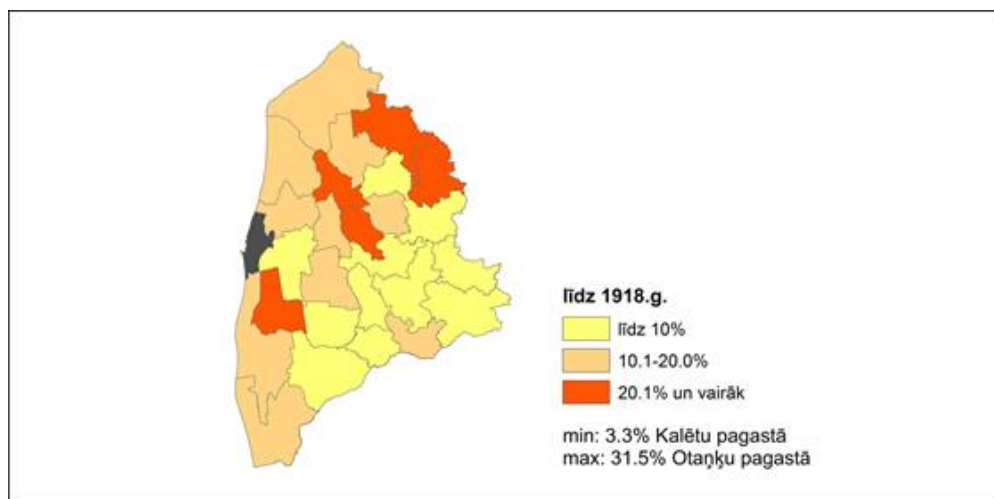 līdz 1918.g.
līdz 10%
10.1-20.0%
20.1% un vairāk
min: 3.3% Kalētu pagastā
max: 31.5% Otaņķu pagastā